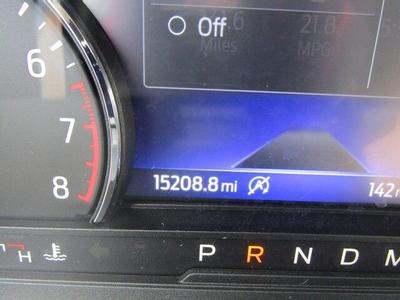 Off
Miles
21.8
MPG
6
7
8
15208.8 mi
142
H
P R N D M